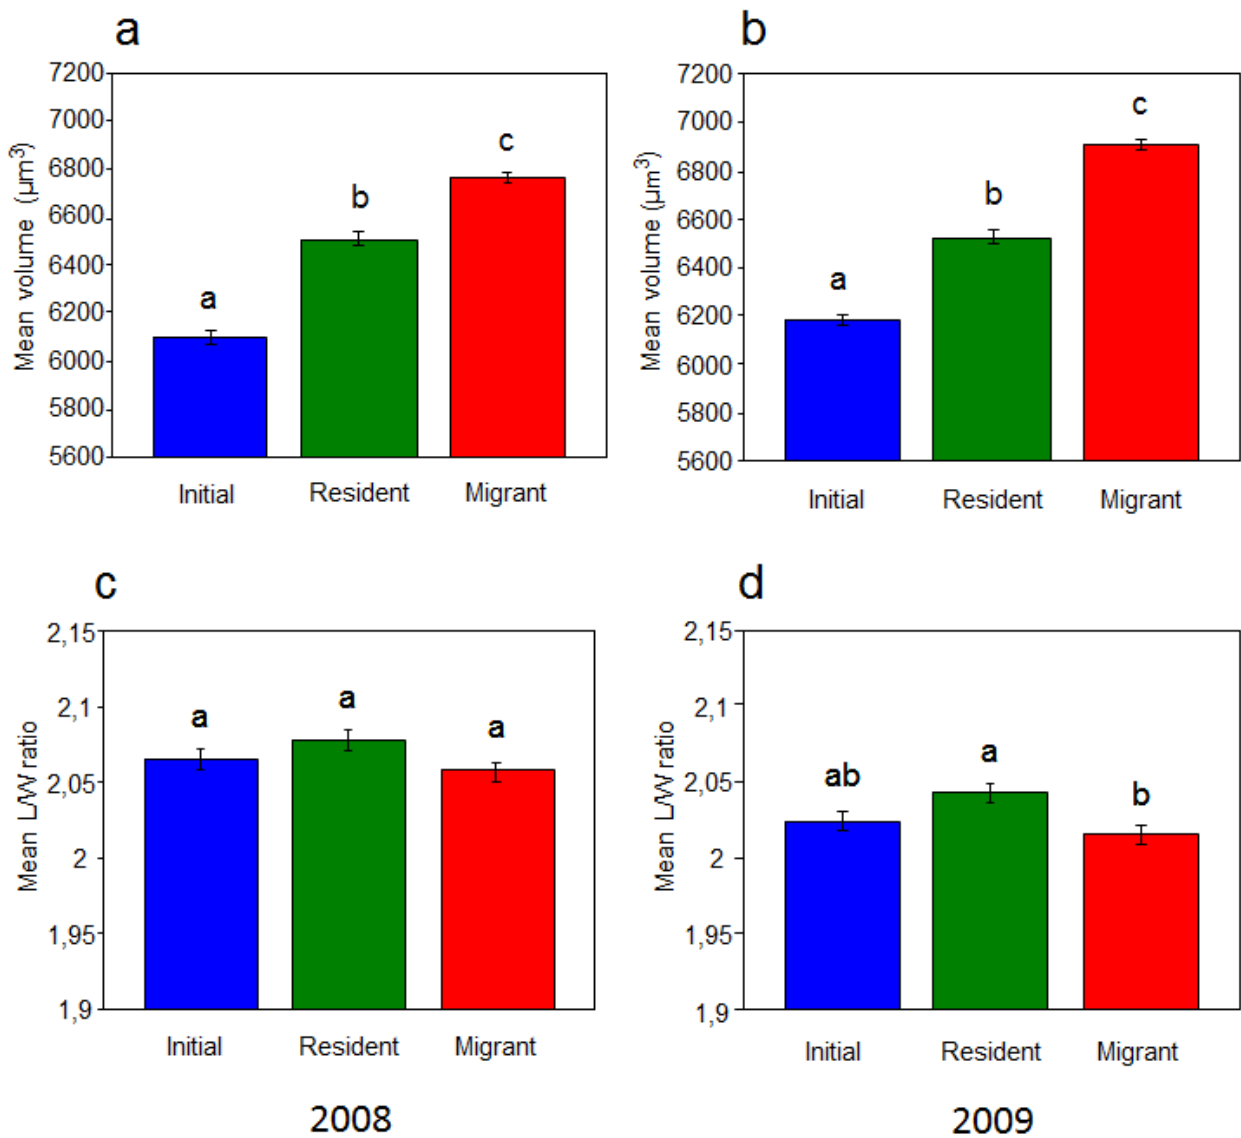 a
7200
7000
6800
6600
6400
6200
6000
5800
5600
Mean volume (µm³)
a
b
c
Initial Resident Migrant
b
7200
7000
6800
6600
6400
6200
6000
5800
5600
Mean volume (µm³)
a
b
c
Initial Resident Migrant
c
2,15
2,1
2,05
2
1,95
1,9
Mean L/W ratio
a
a
a
Initial Resident Migrant
2008
d
2,15
2,1
2,05
2
1,95
1,9
Mean L/W ratio
ab
a
b
Initial Resident Migrant
2009